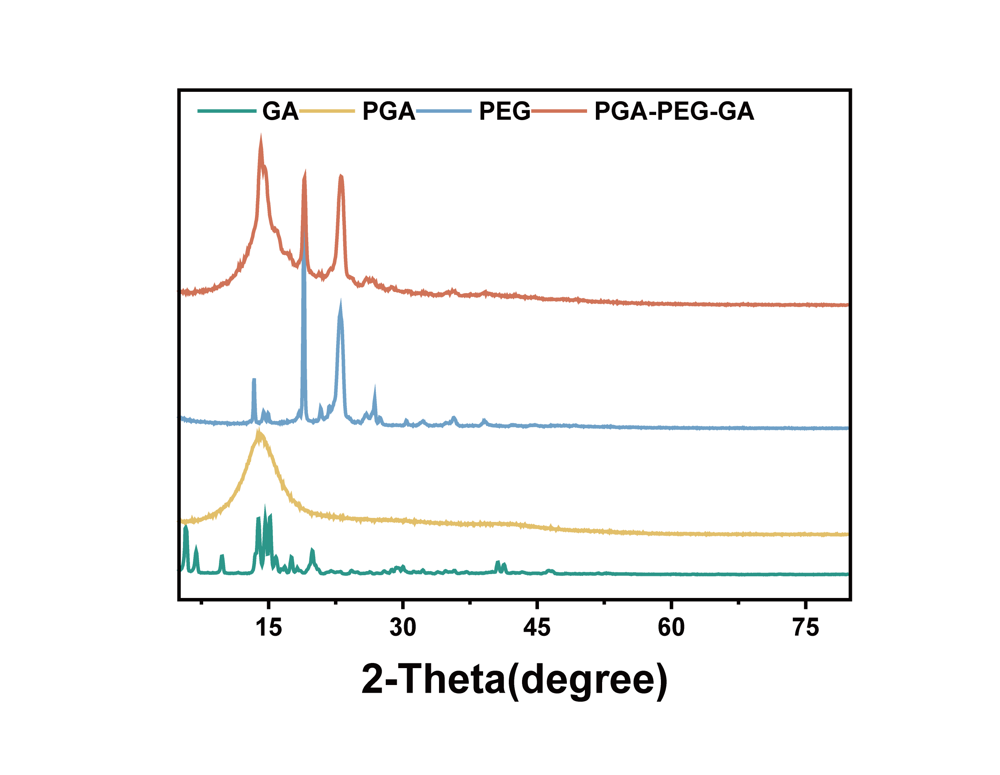 GA PGA PEG PGA-PEG-GA
15 30 45 60 75
2-Theta(degree)